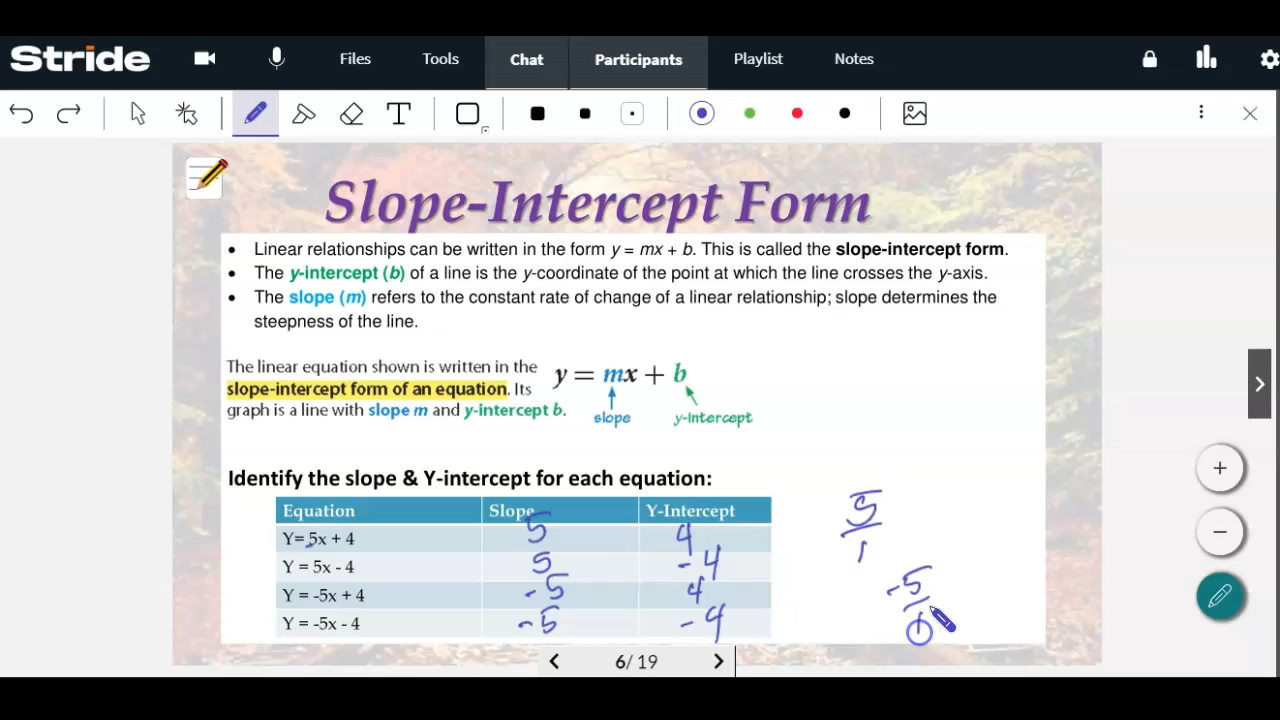 Stride Files Tools Chat Participants Playlist Notes
T
Slope-Intercept Form
• Linear relationships can be written in the form y = mx + b. This is called the slope-intercept form.
• The y-intercept (b) of a line is the y-coordinate of the point at which the line crosses the y-axis.
• The slope (m) refers to the constant rate of change of a linear relationship; slope determines the
steepness of the line.
The linear equation shown is written in the
slope-intercept form of an equation. Its
graph is a line with slope m and y-intercept b.
y = mx + b
slope y-intercept
Identify the slope & Y-intercept for each equation:
Equation Slope Y-Intercept
Y= 5x + 4 5 4
Y = 5x - 4 5 -4
Y = -5x + 4 -5 4
Y = -5x - 4 -5 -4
5
1
-5
1
6/ 19